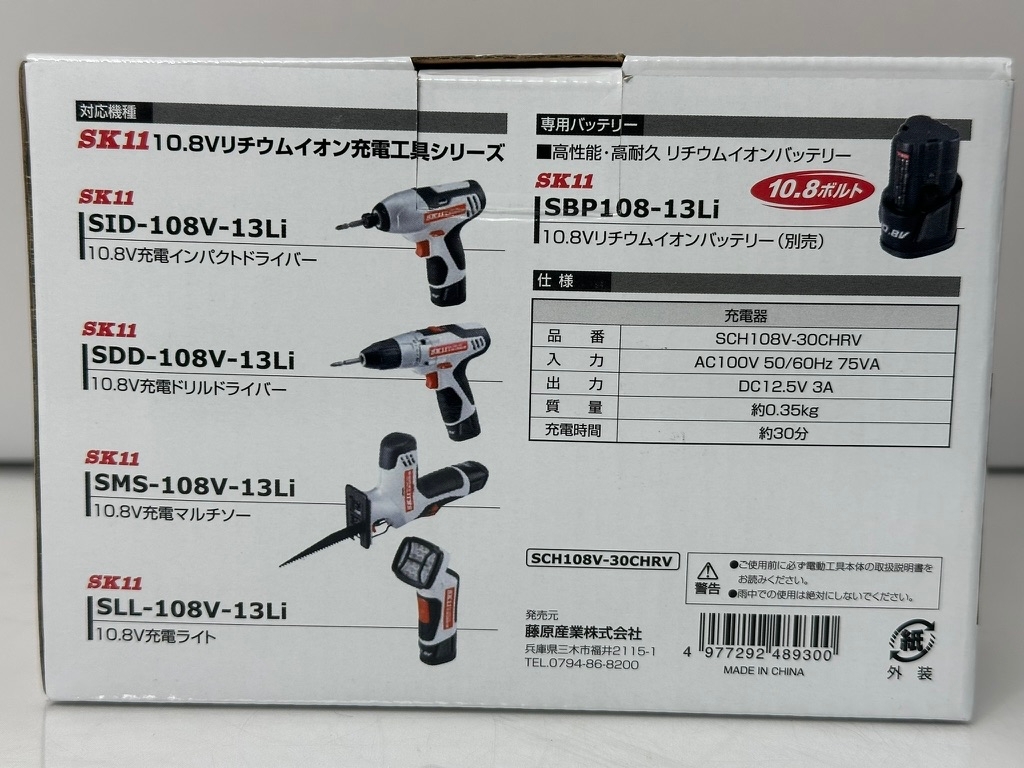 対応機種
SK11 10.8Vリチウムイオン充電工具シリーズ
SK11
SID-108V-13Li
10.8V充電インパクトドライバー
SK11
SDD-108V-13Li
10.8V充電ドリルドライバー
SK11
SMS-108V-13Li
10.8V充電マルチソー
SK11
SLL-108V-13Li
10.8V充電ライト
専用バッテリー
■高性能・高耐久 リチウムイオンバッテリー
SK11
10.8ボルト
SBP108-13Li
10.8Vリチウムイオンバッテリー(別売)
仕様
充電器
品番 SCH108V-30CHRV
入力 AC100V 50/60Hz 75VA
出力 DC12.5V 3A
質量 約0.35kg
充電時間 約30分
SCH108V-30CHRV
警告
●ご使用前に必ず電動工具本体の取扱説明書を
お読みください。
●雨中での使用は絶対にしないでください。
発売元
藤原産業株式会社
兵庫県三木市福井2115-1
TEL.0794-86-8200
4 977292 489300
MADE IN CHINA
紙
外装